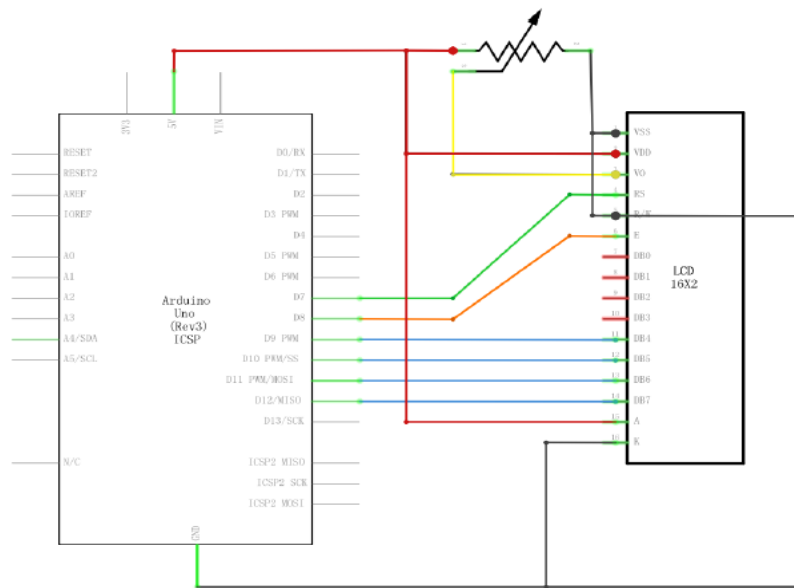 3V3
5V
VIN
RESET
RESET2
AREF
IOREF
A0
A1
A2
A3
A4/SDA
A5/SCL
N/C
Arduino
Uno
(Rev3)
ICSP
D0/RX
D1/TX
D2
D3 PWM
D4
D5 PWM
D6 PWM
D7
D8
D9 PWM
D10 PWM/SS
D11 PWM/MOSI
D12/MISO
D13/SCK
ICSP2 MISO
ICSP2 SCK
ICSP2 MOSI
GND
VSS
VDD
VO
RS
R/W
E
DB0
DB1
DB2
DB3
DB4
DB5
DB6
DB7
A
K
LCD
16X2